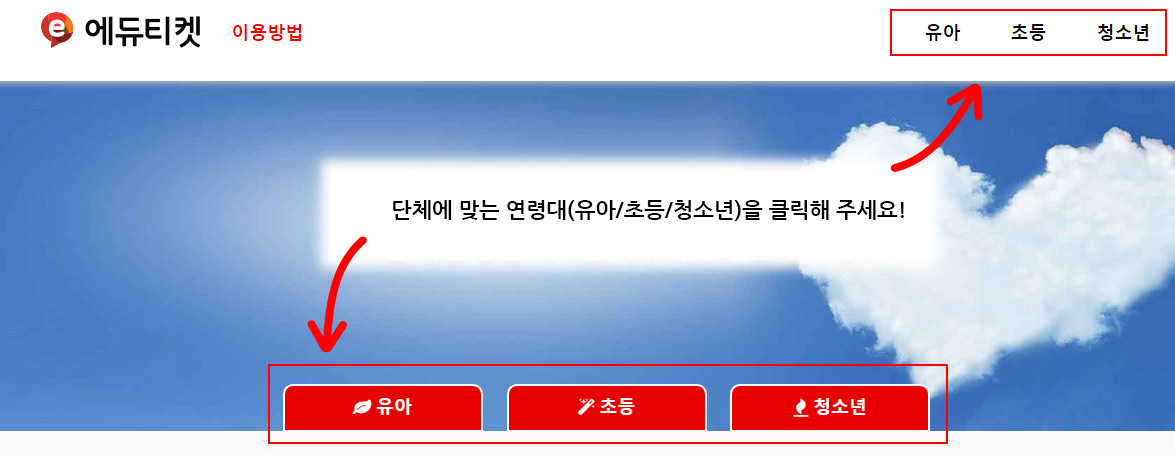 e 에듀티켓 이용방법 유아 초등 청소년
단체에 맞는 연령대(유아/초등/청소년)을 클릭해 주세요!
유아 초등 청소년